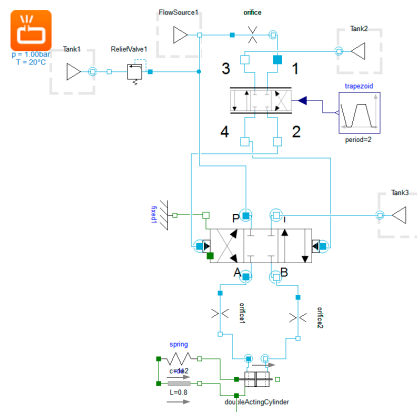 FlowSource1
orifice
Tank2
Tank1
ReliefValve1
p = 1.00bar
T = 20°C
3
1
trapezoid
4
2
period=2
Tank3
fixed1
P
A
B
orifice1
orifice2
spring
L=0.8
doubleActingCylinder